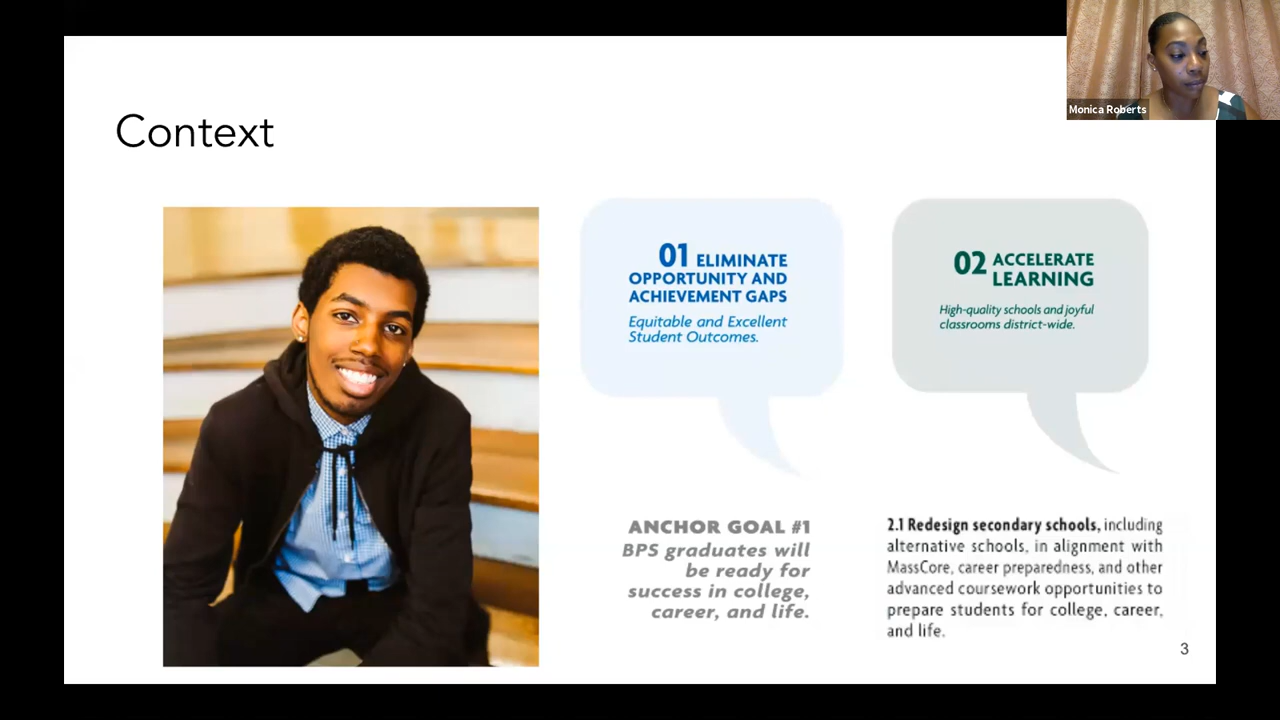 Monica Roberts
Context
01 ELIMINATE
OPPORTUNITY AND
ACHIEVEMENT GAPS
Equitable and Excellent
Student Outcomes.
02 ACCELERATE
LEARNING
High-quality schools and joyful
classrooms district-wide.
ANCHOR GOAL #1
BPS graduates will
be ready for
success in college,
career, and life.
2.1 Redesign secondary schools, including
alternative schools, in alignment with
MassCore, career preparedness, and other
advanced coursework opportunities to
prepare students for college, career,
and life.
3